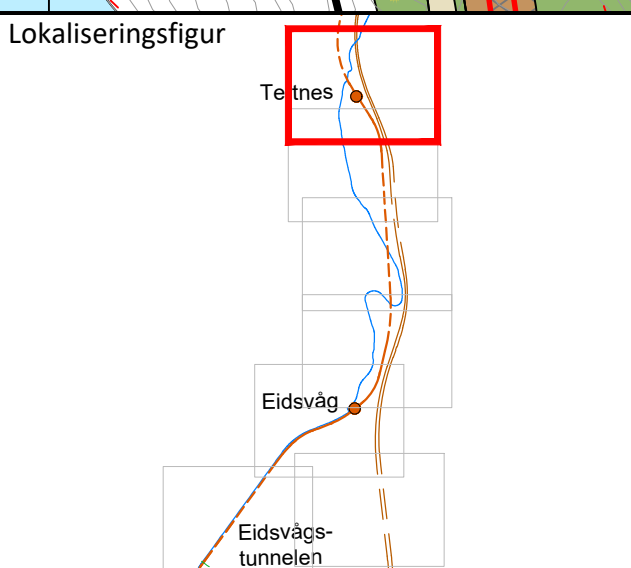 Lokaliseringsfigur
Tertnes
Eidsvåg
Eidsvågs-
tunnelen